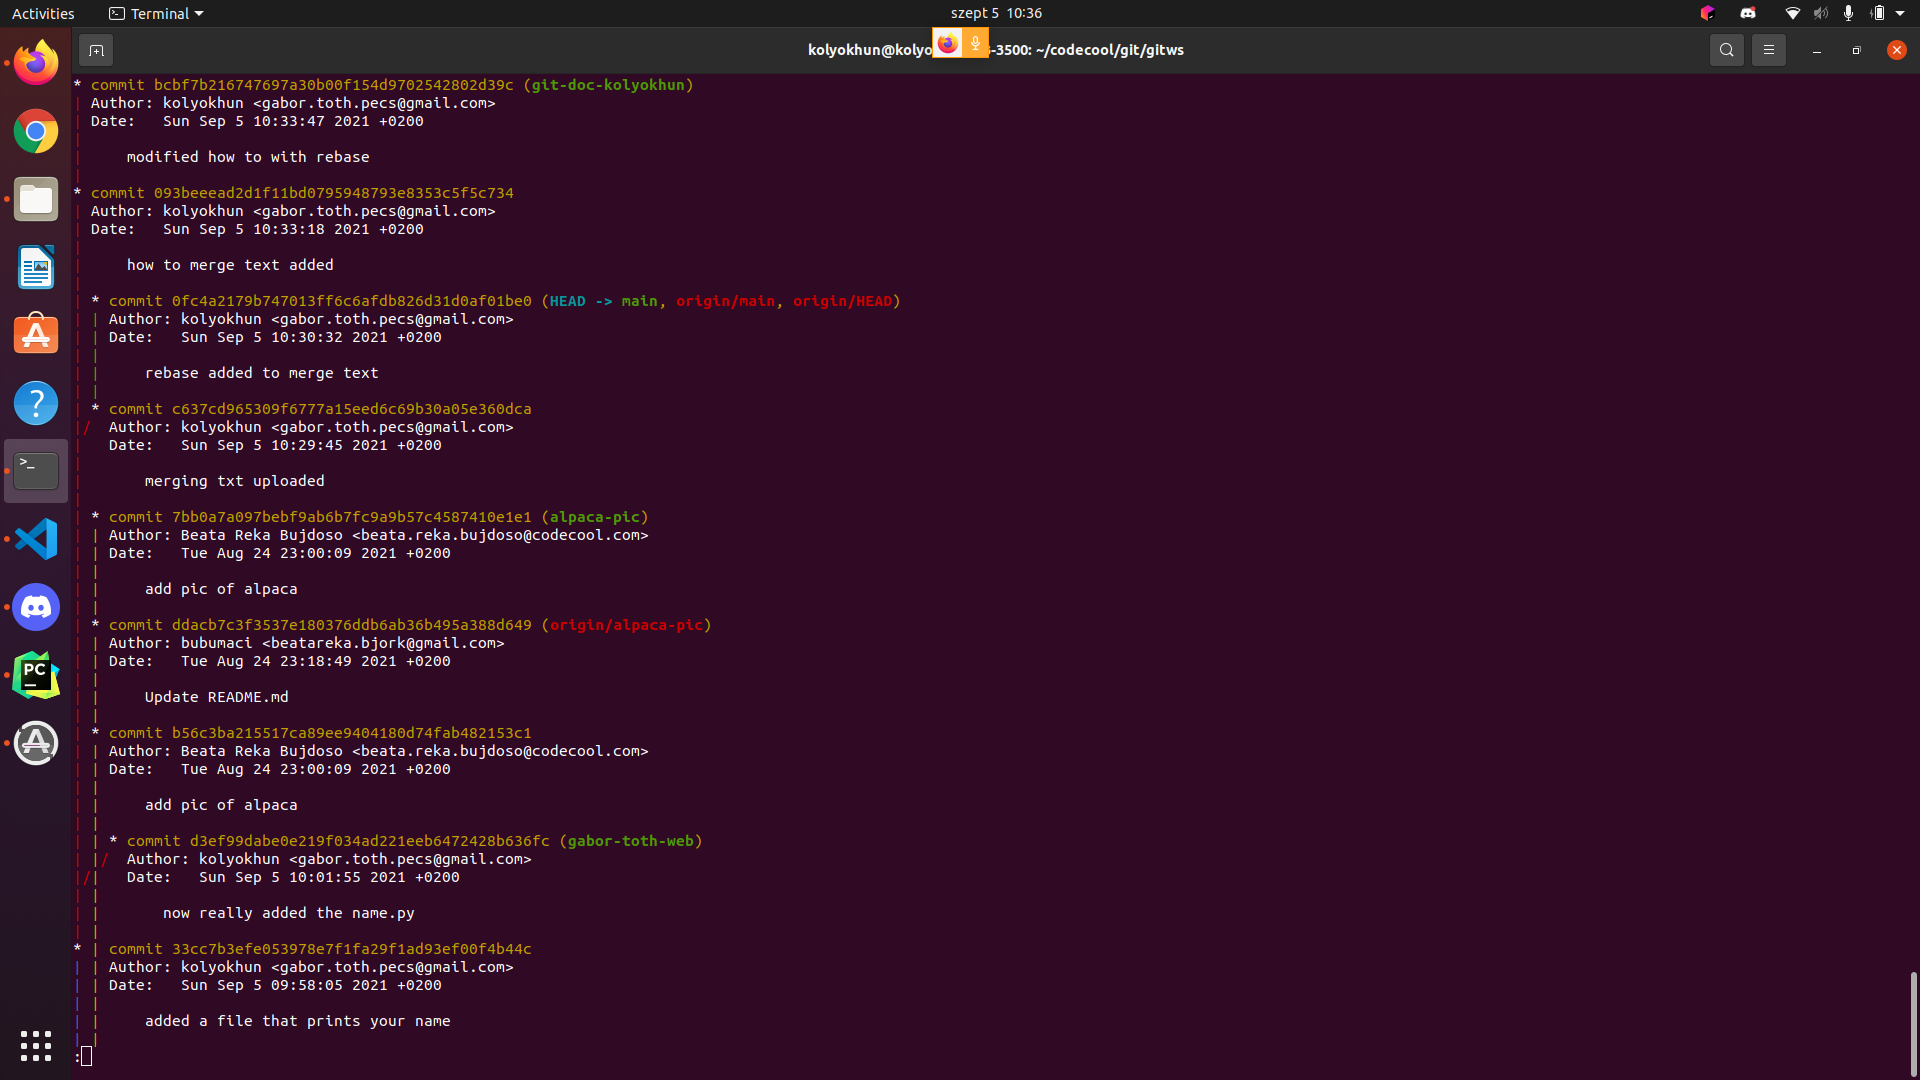 Activities Terminal szept 5 10:36
kolyokhun@kolyo -3500: ~/codecool/git/gitws
* commit bcbf7b216747697a30b00f154d9702542802d39c (git-doc-kolyokhun)
| Author: kolyokhun <gabor.toth.pecs@gmail.com>
| Date:   Sun Sep 5 10:33:47 2021 +0200
|
|     modified how to with rebase
|
* commit 093beeead2d1f11bd0795948793e8353c5f5c734
| Author: kolyokhun <gabor.toth.pecs@gmail.com>
| Date:   Sun Sep 5 10:33:18 2021 +0200
|
|     how to merge text added
|
| * commit 0fc4a2179b747013ff6c6afdb826d31d0af01be0 (HEAD -> main, origin/main, origin/HEAD)
| | Author: kolyokhun <gabor.toth.pecs@gmail.com>
| | Date:   Sun Sep 5 10:30:32 2021 +0200
| |
| |     rebase added to merge text
| |
| * commit c637cd965309f6777a15eed6c69b30a05e360dca
|/  Author: kolyokhun <gabor.toth.pecs@gmail.com>
|   Date:   Sun Sep 5 10:29:45 2021 +0200
|
|       merging txt uploaded
|
| * commit 7bb0a7a097bebf9ab6b7fc9a9b57c4587410e1e1 (alpaca-pic)
| | Author: Beata Reka Bujdoso <beata.reka.bujdoso@codecool.com>
| | Date:   Tue Aug 24 23:00:09 2021 +0200
| |
| |     add pic of alpaca
| |
| * commit ddacb7c3f3537e180376ddb6ab36b495a388d649 (origin/alpaca-pic)
| | Author: bubumaci <beatareka.bjork@gmail.com>
| | Date:   Tue Aug 24 23:18:49 2021 +0200
| |
| |     Update README.md
| |
| * commit b56c3ba215517ca89ee9404180d74fab482153c1
| | Author: Beata Reka Bujdoso <beata.reka.bujdoso@codecool.com>
| | Date:   Tue Aug 24 23:00:09 2021 +0200
| |
| |     add pic of alpaca
| |
| | * commit d3ef99dabe0e219f034ad221eeb6472428b636fc (gabor-toth-web)
| |/  Author: kolyokhun <gabor.toth.pecs@gmail.com>
|/|   Date:   Sun Sep 5 10:01:55 2021 +0200
| |
| |       now really added the name.py
| |
* | commit 33cc7b3efe053978e7f1fa29f1ad93ef00f4b44c
| | Author: kolyokhun <gabor.toth.pecs@gmail.com>
| | Date:   Sun Sep 5 09:58:05 2021 +0200
| |
| |     added a file that prints your name
| |
:
PC